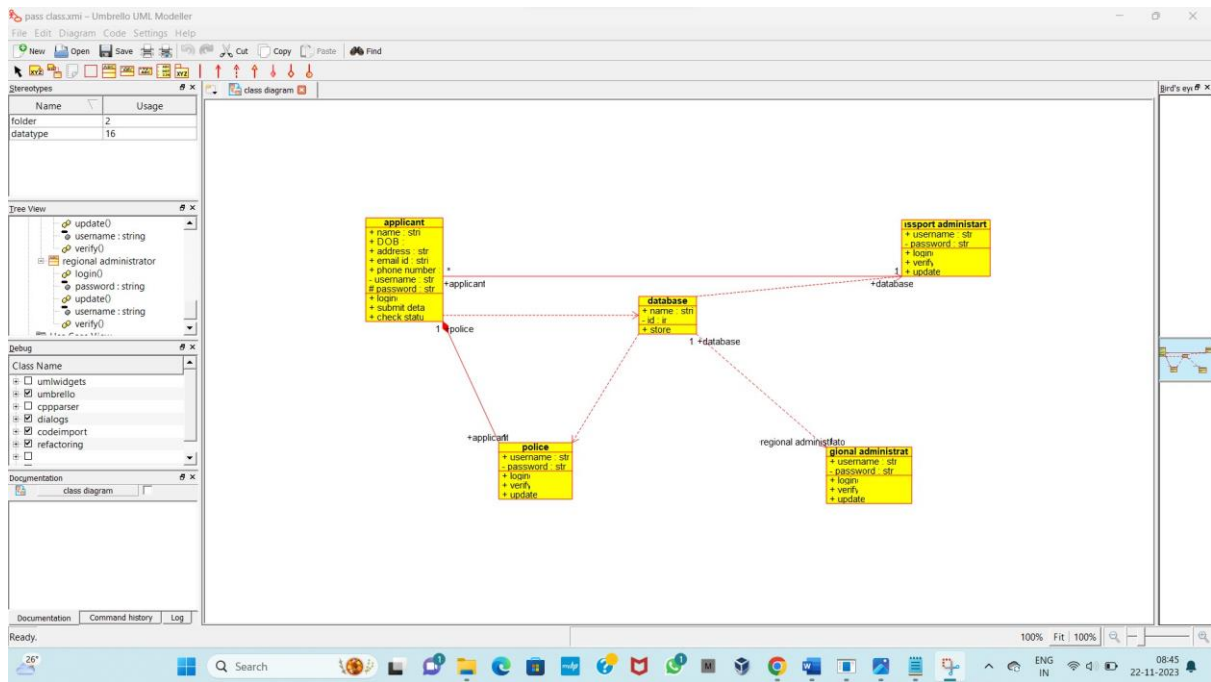 pass class.xmi – Umbrello UML Modeller
File Edit Diagram Code Settings Help
New Open Save Cut Copy Paste Find
Stereotypes
Name Usage
folder 2
datatype 16
Tree View
update()
username : string
verify()
regional administrator
login()
password : string
update()
username : string
verify()
Debug
Class Name
umlwidgets
umbrello
cppparser
dialogs
codeimport
refactoring
Documentation
class diagram
Documentation Command history Log
Ready.
class diagram
applicant
+ name : stri
+ DOB :
+ address : str
+ email id : stri
+ phone number
- username : str
# password : str
+ login
+ submit deta
+ check statu
*
+applicant
1 +police
database
+ name : stri
- id : ir
+ store
1 +database
ssport administart
+ username : str
- password : str
+ login
+ verify
+ update
1
+database
+applicant
police
+ username : str
- password : str
+ login
+ verify
+ update
regional administrato
gional administrat
+ username : str
- password : str
+ login
+ verify
+ update
Bird's eye
100% Fit 100%
26°
Search
ENG
IN
08:45
22-11-2023